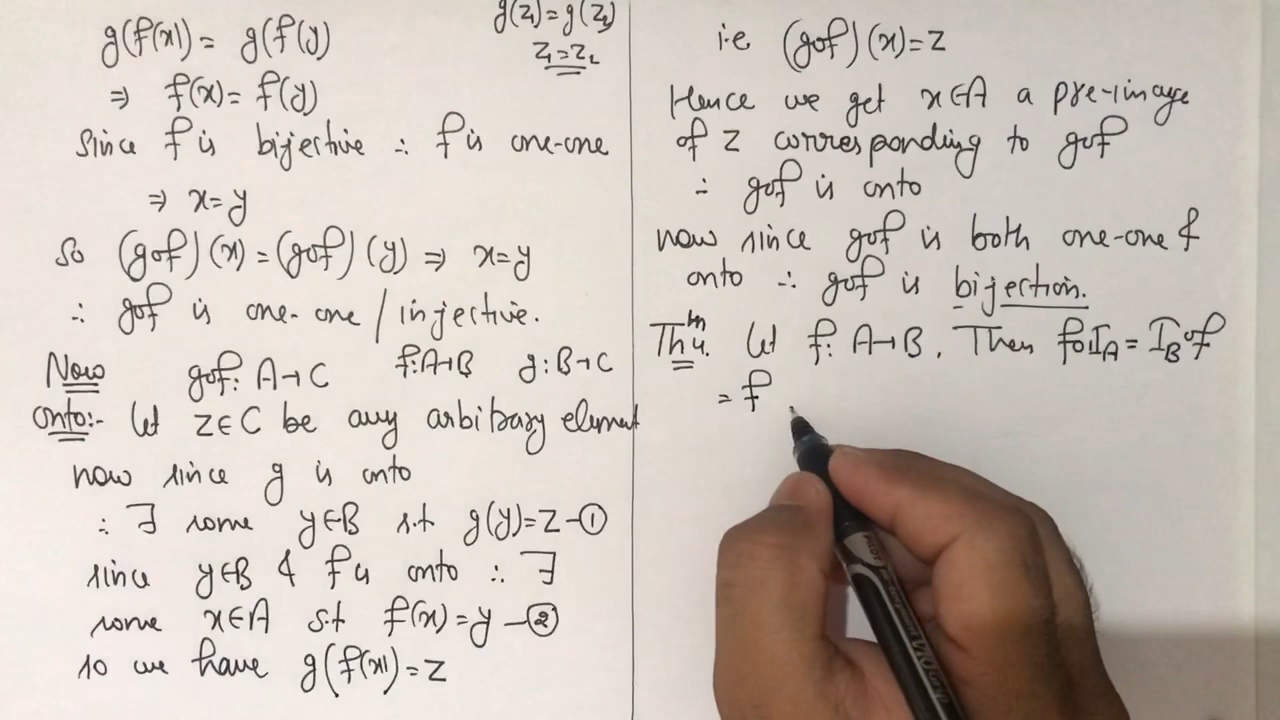 g(f(x)) = g(f(y)
g(z₁) = g(z₂)
z₁ = z₂
⇒ f(x) = f(y)
Since f is bijective ∴ f is one-one
⇒ x = y
So (gof)(x) = (gof)(y) ⇒ x = y
∴ gof is one-one / injective.
Now gof: A→C f: A→B g: B→C
onto:- let z∈C be any arbitrary element
now since g is onto
∴ ∃ some y∈B s.t g(y) = z - ①
since y∈B & f is onto ∴ ∃
some x∈A s.t f(x) = y - ②
so we have g(f(x)) = z
i.e (gof)(x) = z
Hence we get x∈A a pre-image
of z corresponding to gof
∴ gof is onto
now since gof is both one-one &
onto ∴ gof is bijection.
Let f: A→B. Then foI_A = I_Bof
= f
PILOT